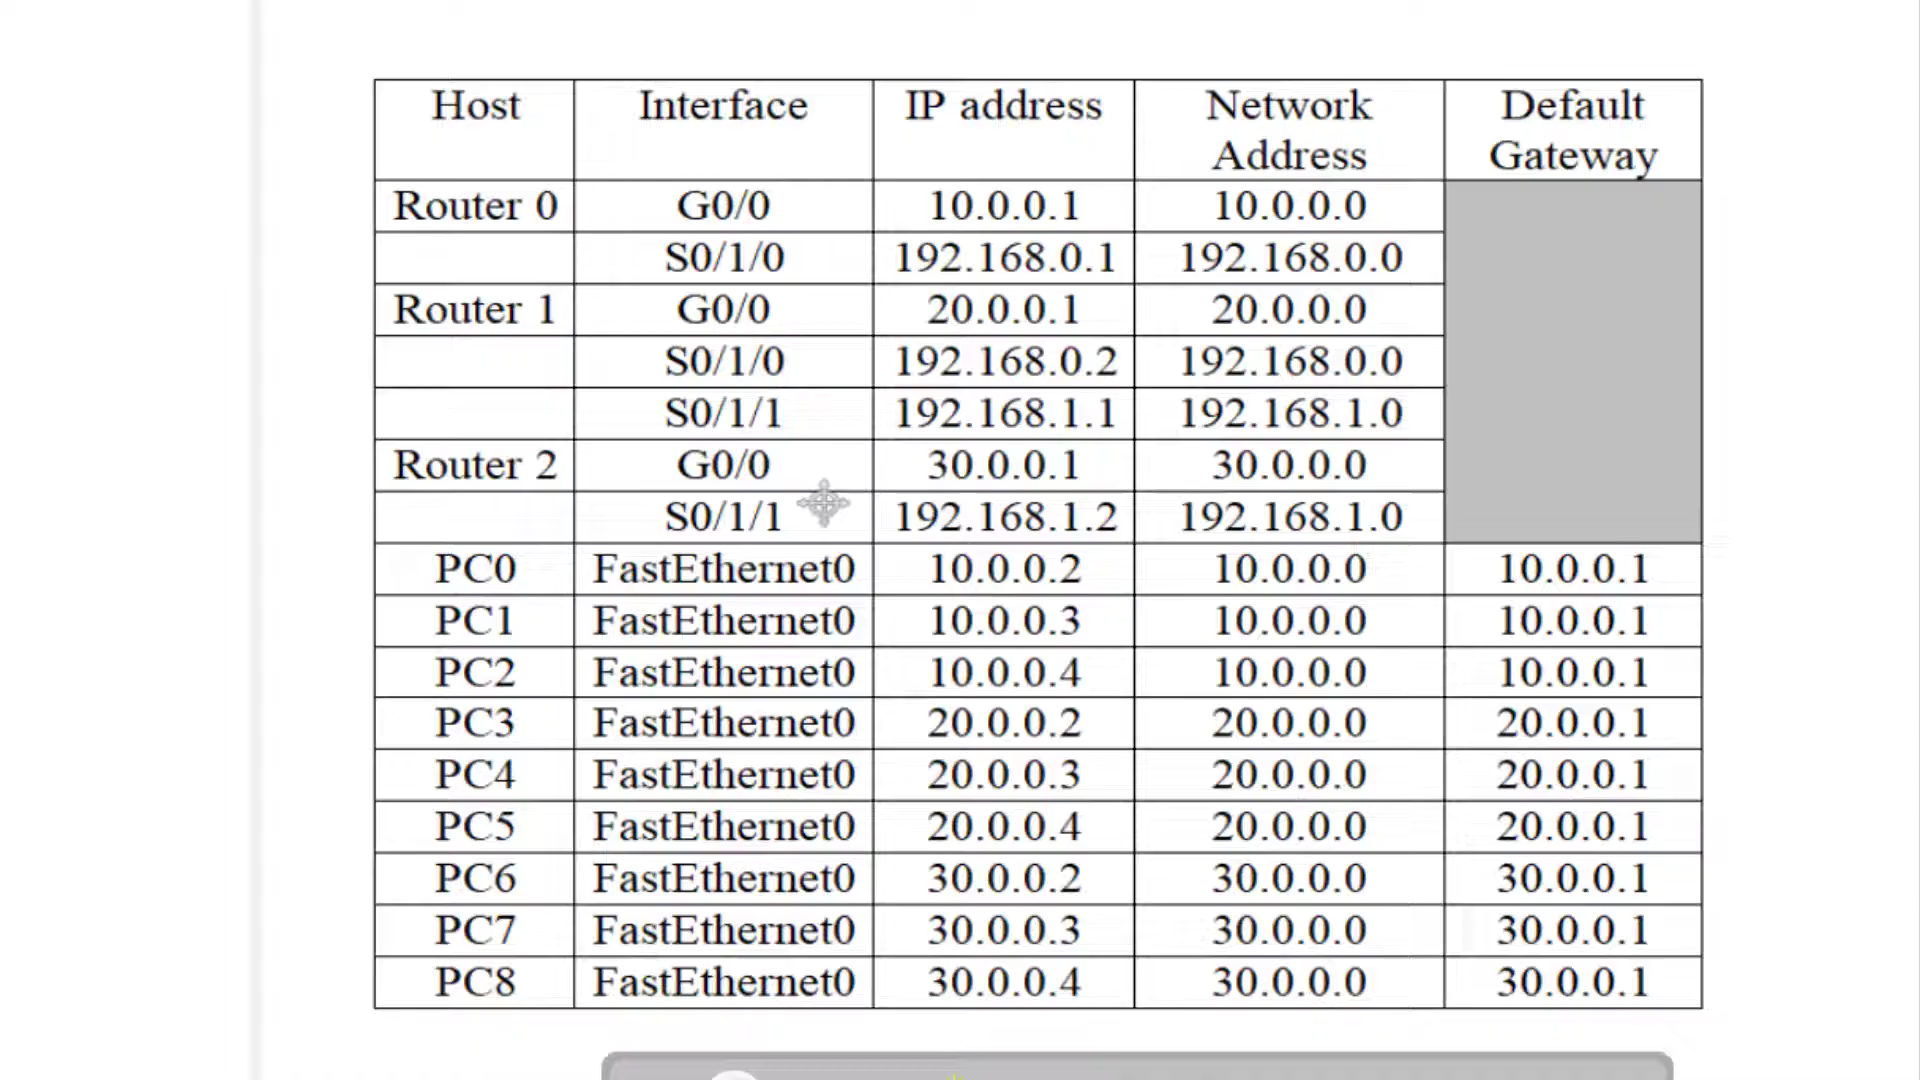 Host Interface IP address Network Address Default Gateway
Router 0 G0/0 10.0.0.1 10.0.0.0
S0/1/0 192.168.0.1 192.168.0.0
Router 1 G0/0 20.0.0.1 20.0.0.0
S0/1/0 192.168.0.2 192.168.0.0
S0/1/1 192.168.1.1 192.168.1.0
Router 2 G0/0 30.0.0.1 30.0.0.0
S0/1/1 192.168.1.2 192.168.1.0
PC0 FastEthernet0 10.0.0.2 10.0.0.0 10.0.0.1
PC1 FastEthernet0 10.0.0.3 10.0.0.0 10.0.0.1
PC2 FastEthernet0 10.0.0.4 10.0.0.0 10.0.0.1
PC3 FastEthernet0 20.0.0.2 20.0.0.0 20.0.0.1
PC4 FastEthernet0 20.0.0.3 20.0.0.0 20.0.0.1
PC5 FastEthernet0 20.0.0.4 20.0.0.0 20.0.0.1
PC6 FastEthernet0 30.0.0.2 30.0.0.0 30.0.0.1
PC7 FastEthernet0 30.0.0.3 30.0.0.0 30.0.0.1
PC8 FastEthernet0 30.0.0.4 30.0.0.0 30.0.0.1